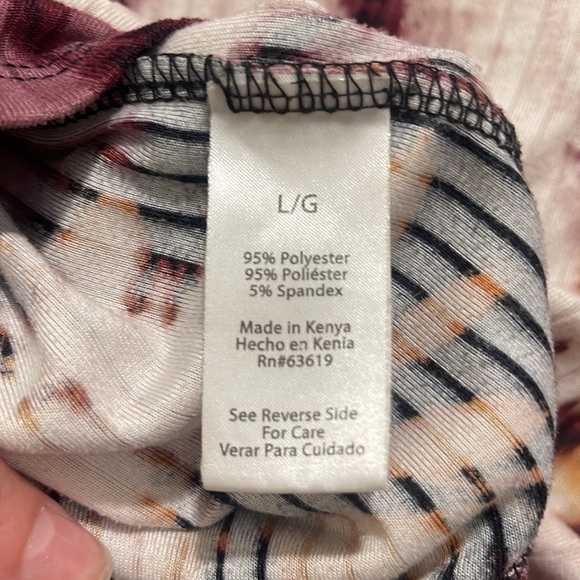 L/G
95% Polyester
95% Poliéster
5% Spandex
Made in Kenya
Hecho en Kenia
Rn#63619
See Reverse Side
For Care
Verar Para Cuidado